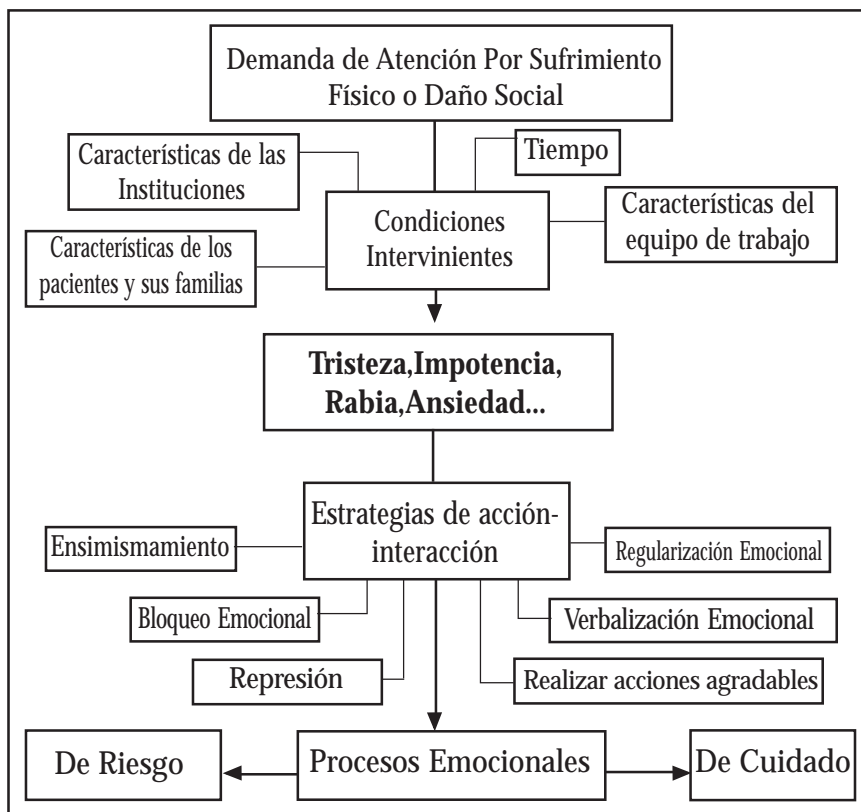 Demanda de Atención Por Sufrimiento
Físico o Daño Social
Características de las
Instituciones
Tiempo
Condiciones
Intervinientes
Características del
equipo de trabajo
Características de los
pacientes y sus familias
Tristeza,Impotencia,
Rabia,Ansiedad...
Estrategias de acción-
interacción
Ensimismamiento
Regularización Emocional
Bloqueo Emocional
Verbalización Emocional
Represión
Realizar acciones agradables
De Riesgo
Procesos Emocionales
De Cuidado